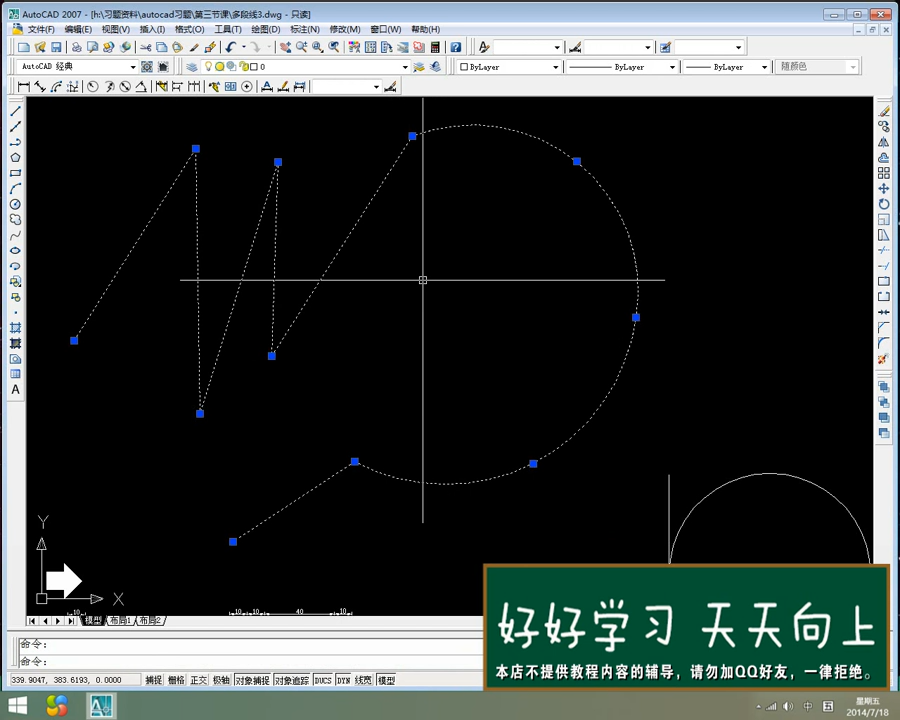 AutoCAD 2007 - [h:\习题资料\autocad习题\第三节课\多段线3.dwg - 只读]
文件(F) 编辑(E) 视图(V) 插入(I) 格式(O) 工具(T) 绘图(D) 标注(N) 修改(M) 窗口(W) 帮助(H)
AutoCAD 经典 0 ByLayer ByLayer ByLayer 随颜色
A
Y
X
10 10 10 40 10
模型 布局1 布局2
命令:
命令:
339.9047, 383.6193, 0.0000 捕捉 栅格 正交 极轴 对象捕捉 对象追踪 DUCS DYN 线宽 模型
好好学习 天天向上
本店不提供教程内容的辅导，请勿加QQ好友，一律拒绝。
中 五
星期五
2014/7/18